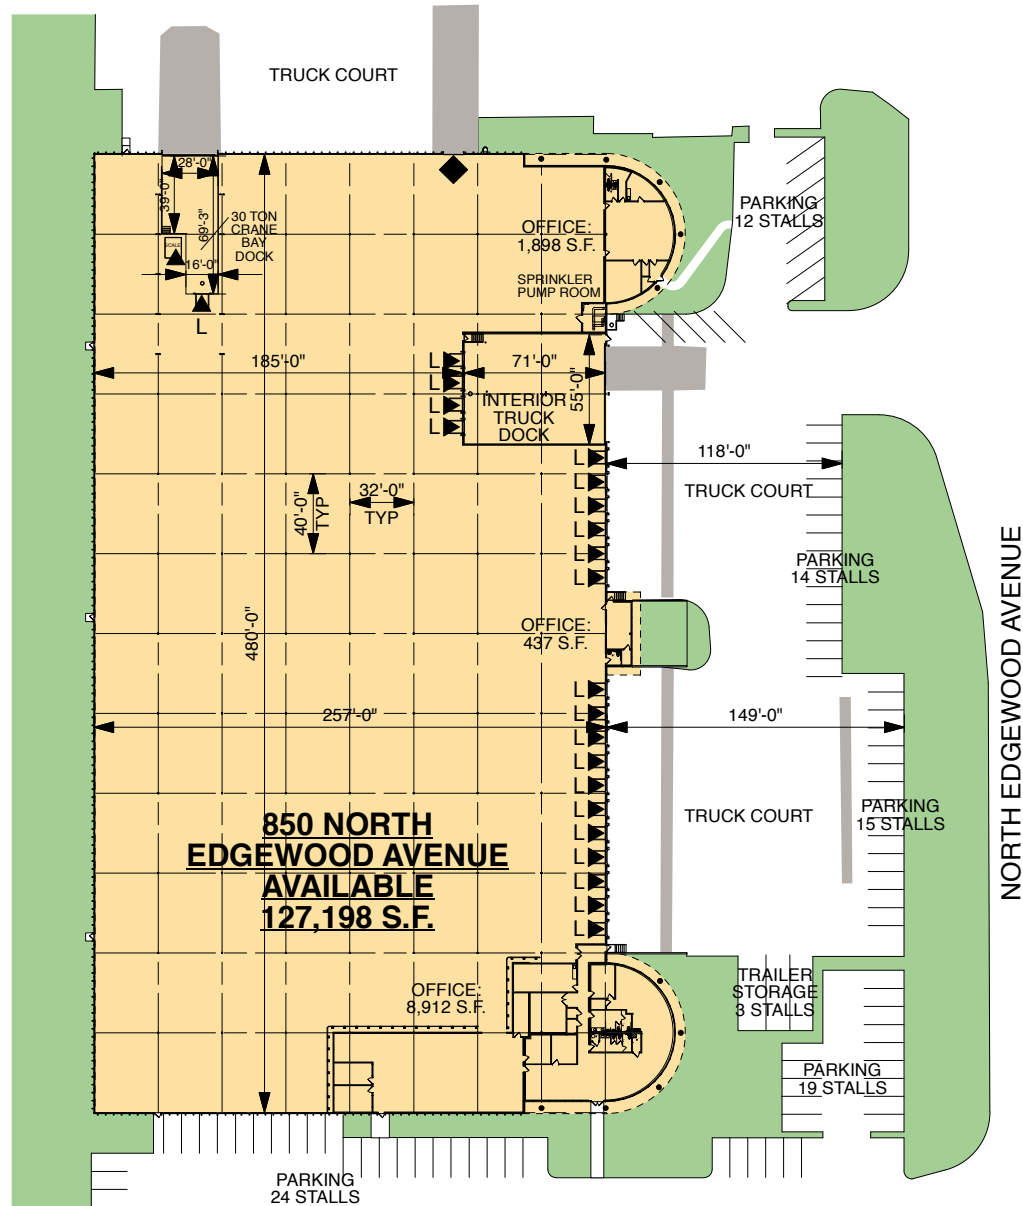 TRUCK COURT
28'-0"
39'-0"
69'-3"
30 TON
CRANE
BAY
DOCK
SCALE
16'-0"
L
OFFICE:
1,898 S.F.
SPRINKLER
PUMP ROOM
PARKING
12 STALLS
185'-0"
L
L
L
L
71'-0"
55'-0"
INTERIOR
TRUCK
DOCK
L
L
L
L
L
L
118'-0"
TRUCK COURT
40'-0"
TYP
32'-0"
TYP
PARKING
14 STALLS
NORTH EDGEWOOD AVENUE
480'-0"
OFFICE:
437 S.F.
257'-0"
L
L
L
L
L
L
L
L
L
L
L
149'-0"
TRUCK COURT
PARKING
15 STALLS
850 NORTH
EDGEWOOD AVENUE
AVAILABLE
127,198 S.F.
OFFICE:
8,912 S.F.
TRAILER
STORAGE
3 STALLS
PARKING
19 STALLS
PARKING
24 STALLS